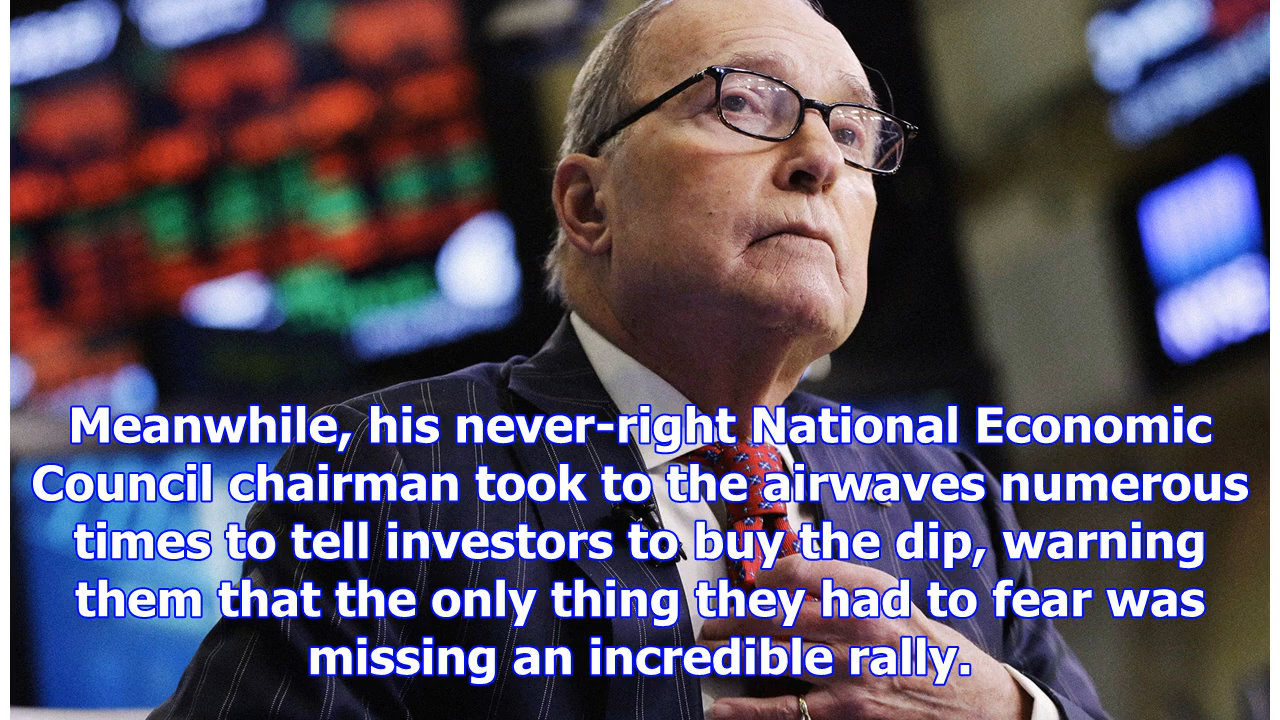 Meanwhile, his never-right National Economic
Council chairman took to the airwaves numerous
times to tell investors to buy the dip, warning
them that the only thing they had to fear was
missing an incredible rally.